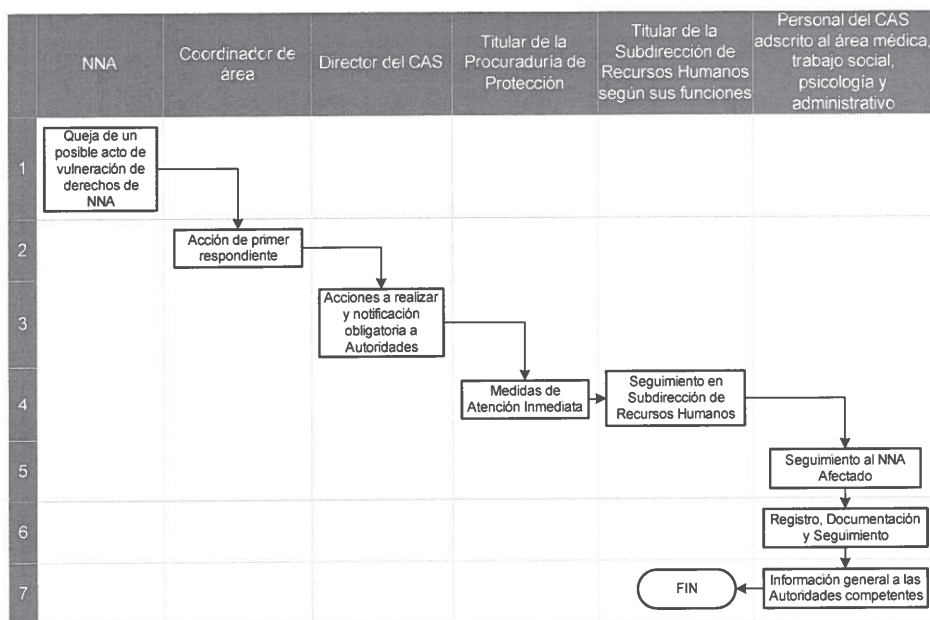 NNA
Coordinador de
área
Director del CAS
Titular de la
Procuraduría de
Protección
Titular de la
Subdirección de
Recursos Humanos
según sus funciones
Personal del CAS
adscrito al área médica,
trabajo social,
psicología y
administrativo
1
Queja de un
posible acto de
vulneración de
derechos de
NNA
2
Acción de primer
respondiente
3
Acciones a realizar
y notificación
obligatoria a
Autoridades
4
Medidas de
Atención Inmediata
Seguimiento en
Subdirección de
Recursos Humanos
5
Seguimiento al NNA
Afectado
6
Registro, Documentación
y Seguimiento
7
FIN
Información general a las
Autoridades competentes